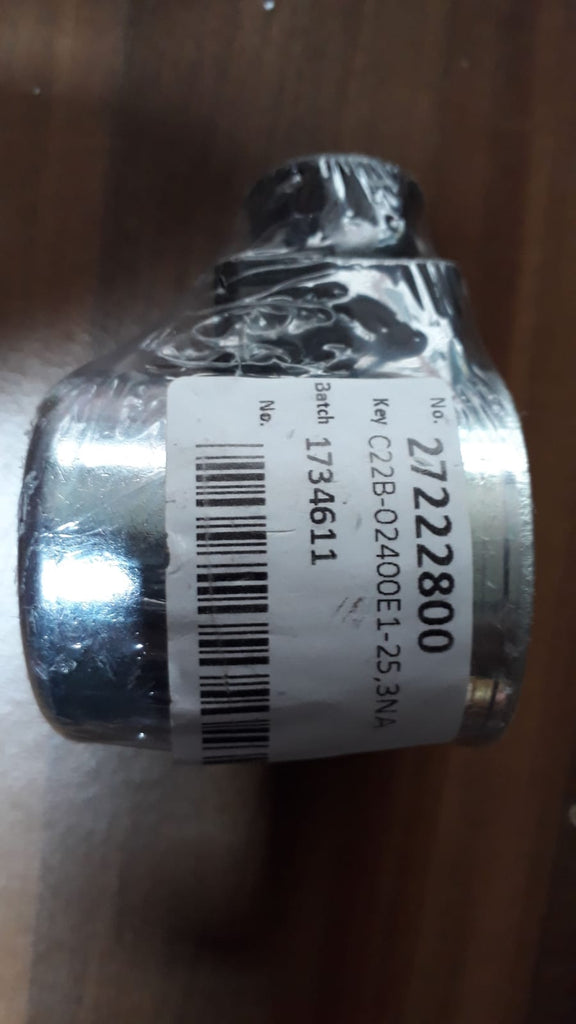 No. 27222800
Key C22B-02400E1-25,3NA
Batch 1734611
No.